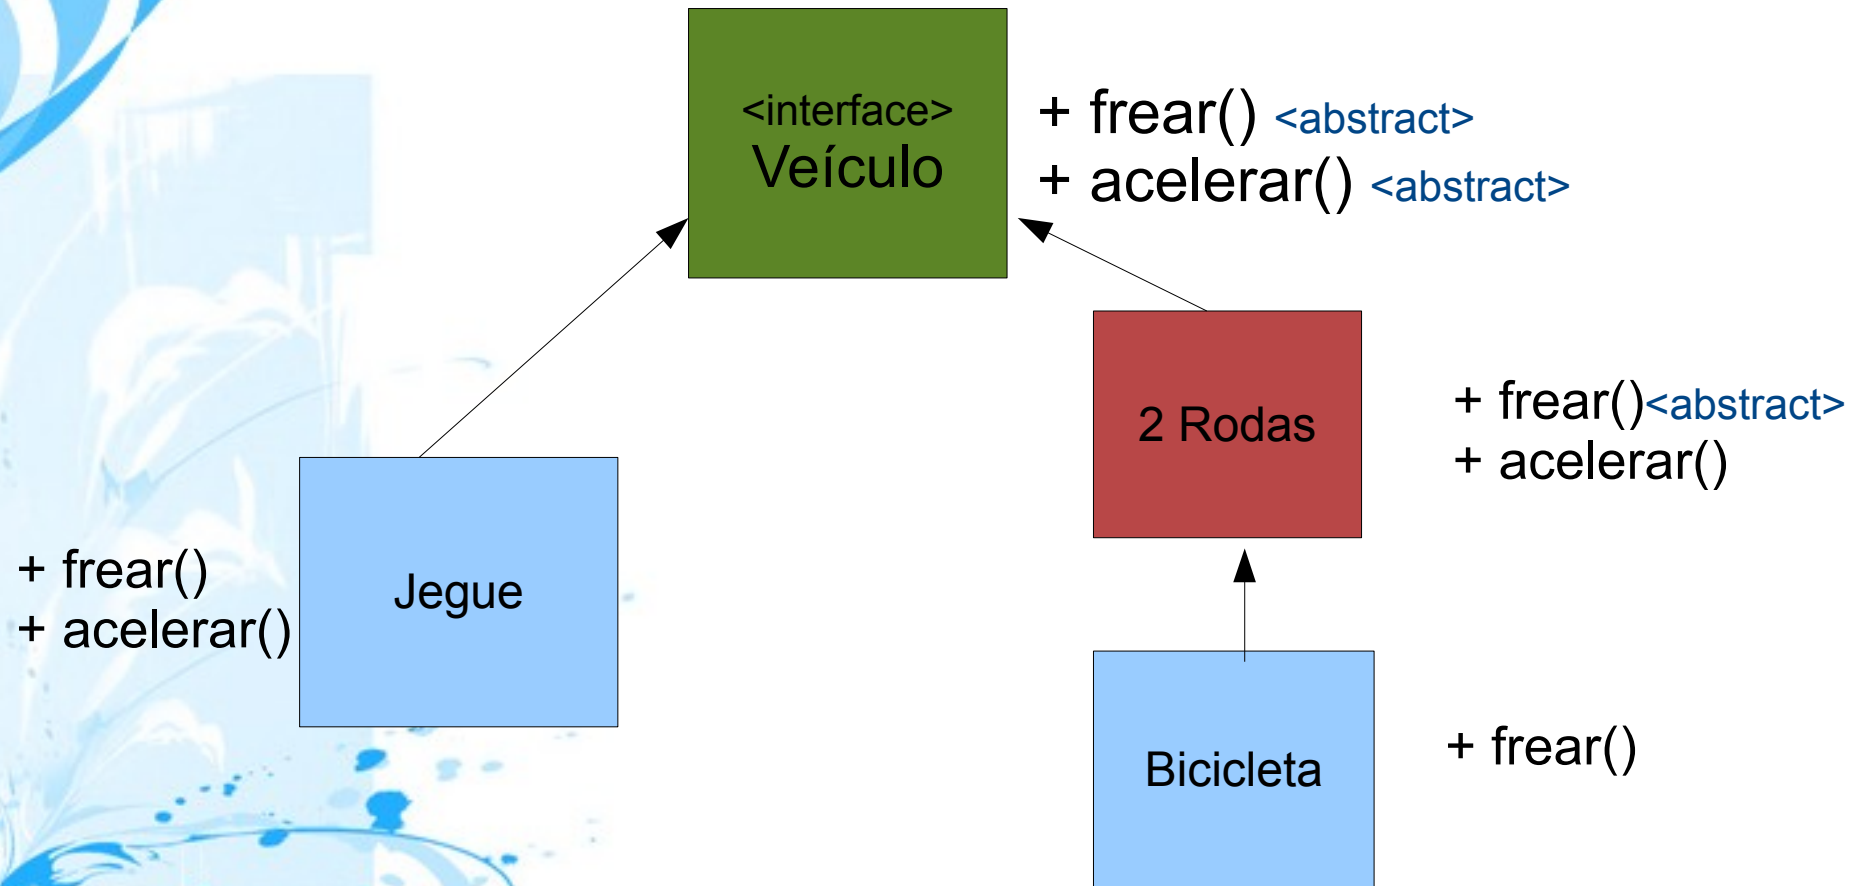 <interface>
Veículo
+ frear() <abstract>
+ acelerar() <abstract>
2 Rodas
+ frear()<abstract>
+ acelerar()
+ frear()
+ acelerar()
Jegue
Bicicleta
+ frear()